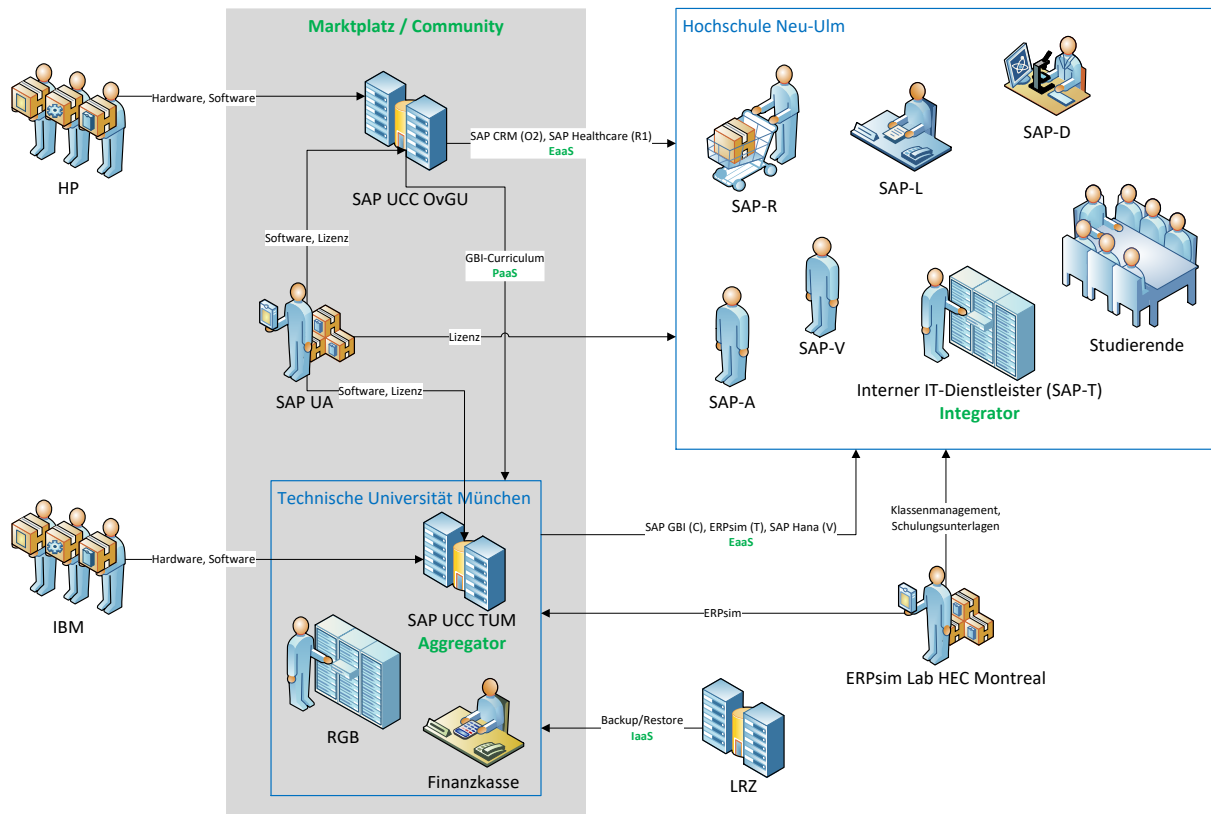 Marktplatz / Community
Hochschule Neu-Ulm
Hardware, Software
HP
SAP UCC OvGU
SAP CRM (O2), SAP Healthcare (R1)
EaaS
SAP-R
SAP-L
SAP-D
Software, Lizenz
GBI-Curriculum
PaaS
SAP UA
Lizenz
SAP-A
SAP-V
Interner IT-Dienstleister (SAP-T)
Integrator
Studierende
Software, Lizenz
Technische Universität München
Hardware, Software
IBM
SAP UCC TUM
Aggregator
SAP GBI (C), ERPsim (T), SAP Hana (V)
EaaS
Klassenmanagement,
Schulungsunterlagen
ERPsim
ERPsim Lab HEC Montreal
RGB
Finanzkasse
Backup/Restore
IaaS
LRZ